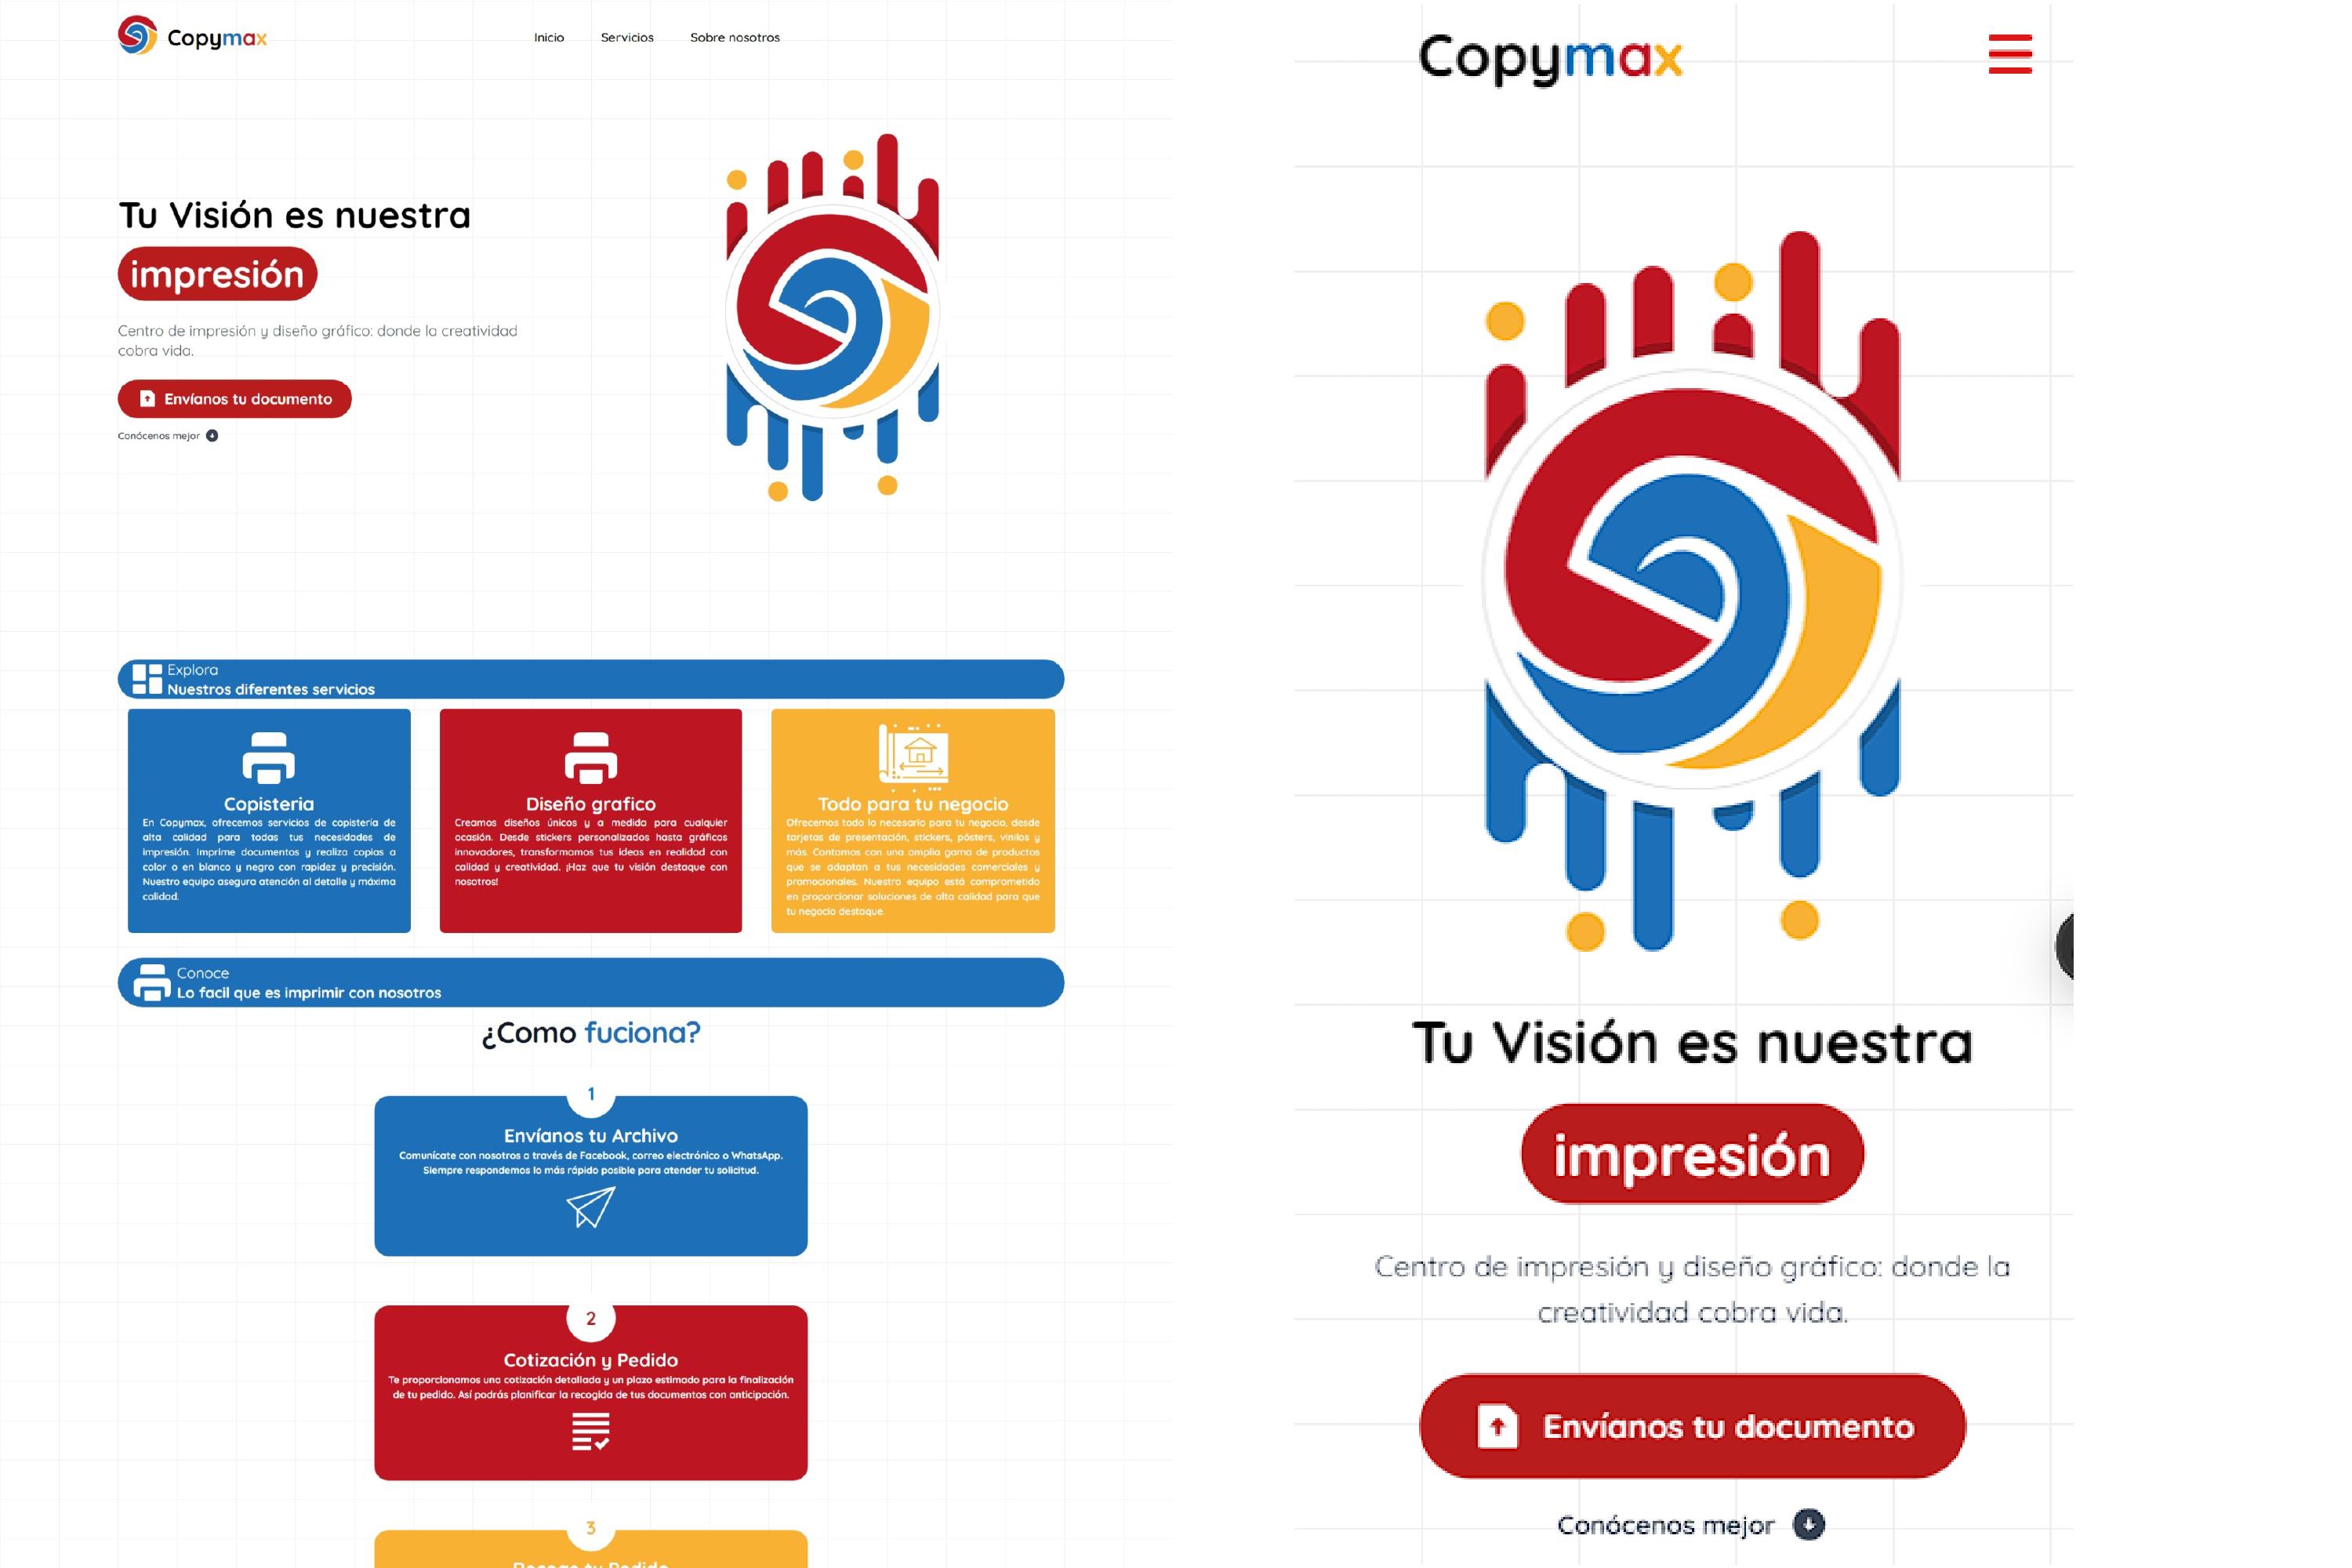 Copymax
Inicio
Servicios
Sobre nosotros
Tu Visión es nuestra
impresión
Centro de impresión y diseño gráfico: donde la creatividad
cobra vida.
Envíanos tu documento
Conócenos mejor
Explora
Nuestros diferentes servicios
Copisteria
En Copymax, ofrecemos servicios de copistería de
alta calidad para todas tus necesidades de
impresión. Imprime documentos y realiza copias a
color o en blanco y negro con rapidez y precisión.
Nuestro equipo asegura atención al detalle y máxima
calidad.
Diseño grafico
Creamos diseños únicos y a medida para cualquier
ocasión. Desde stickers personalizados hasta gráficos
innovadores, transformamos tus ideas en realidad con
calidad y creatividad. ¡Haz que tu visión destaque con
nosotros!
Todo para tu negocio
Ofrecemos todo lo necesario para tu negocio, desde
tarjetas de presentación, stickers, pósters, vinilos y
más. Contamos con una amplia gama de productos
que se adaptan a tus necesidades comerciales y
promocionales. Nuestro equipo está comprometido
en proporcionar soluciones de alta calidad para que
tu negocio destaque.
Conoce
Lo facil que es imprimir con nosotros
¿Como fuciona?
1
Envíanos tu Archivo
Comunícate con nosotros a través de Facebook, correo electrónico o WhatsApp.
Siempre respondemos lo más rápido posible para atender tu solicitud.
2
Cotización y Pedido
Te proporcionamos una cotización detallada y un plazo estimado para la finalización
de tu pedido. Así podrás planificar la recogida de tus documentos con anticipación.
3
Copymax
Tu Visión es nuestra
impresión
Centro de impresión y diseño gráfico: donde la
creatividad cobra vida.
Envíanos tu documento
Conócenos mejor